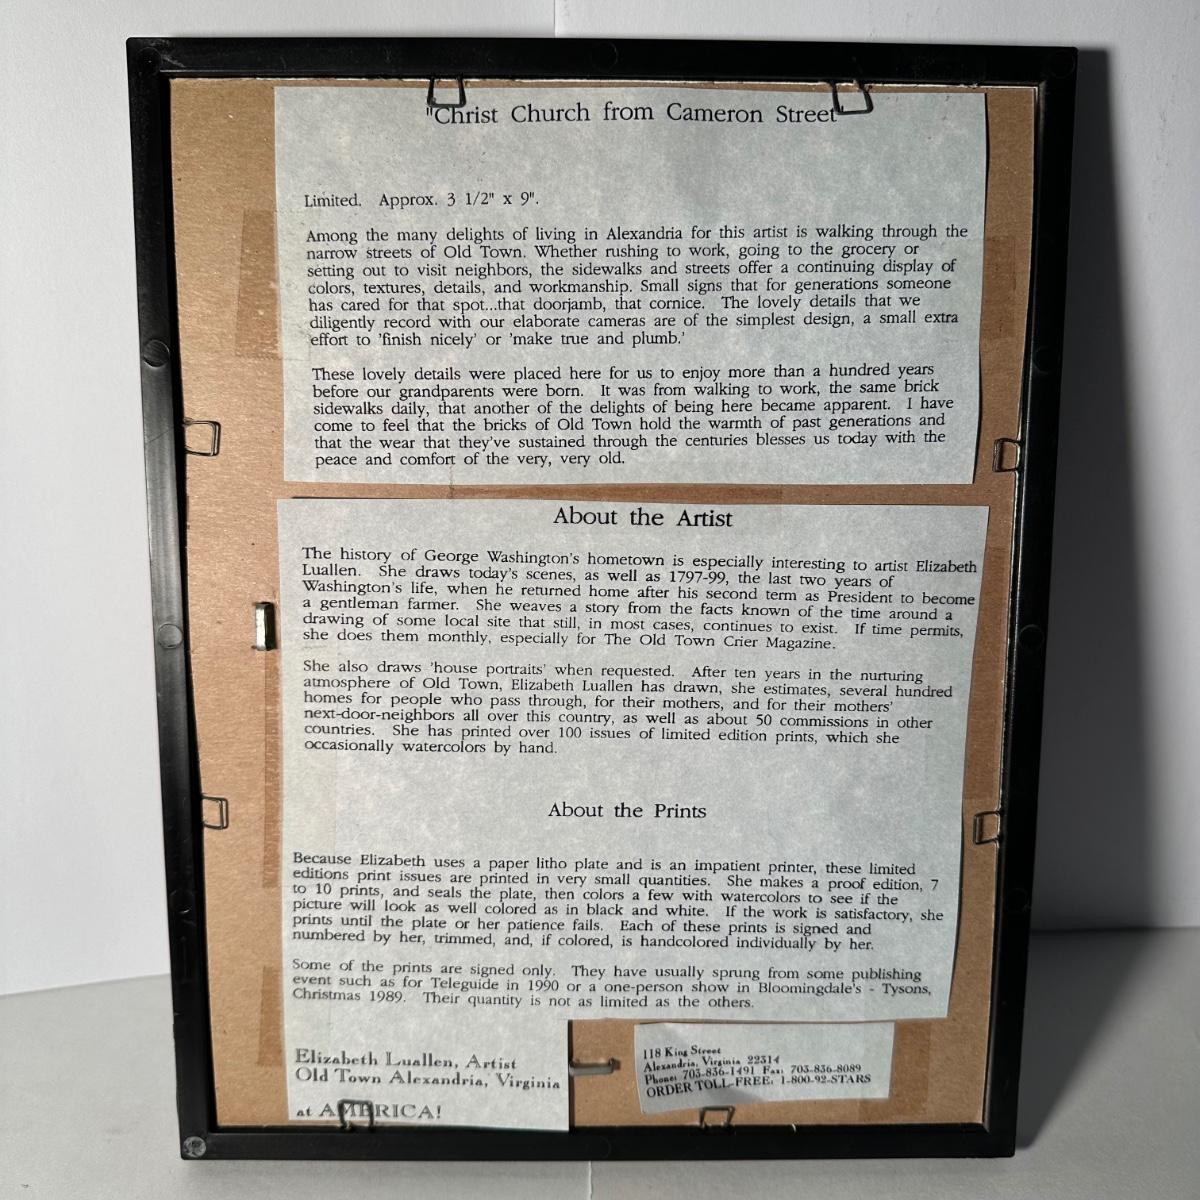 "Christ Church from Cameron Street"
Limited. Approx. 3 1/2" x 9".
Among the many delights of living in Alexandria for this artist is walking through the
narrow streets of Old Town. Whether rushing to work, going to the grocery or
setting out to visit neighbors, the sidewalks and streets offer a continuing display of
colors, textures, details, and workmanship. Small signs that for generations someone
has cared for that spot...that doorjamb, that cornice. The lovely details that we
diligently record with our elaborate cameras are of the simplest design, a small extra
effort to 'finish nicely' or 'make true and plumb.'
These lovely details were placed here for us to enjoy more than a hundred years
before our grandparents were born. It was from walking to work, the same brick
sidewalks daily, that another of the delights of being here became apparent. I have
come to feel that the bricks of Old Town hold the warmth of past generations and
that the wear that they've sustained through the centuries blesses us today with the
peace and comfort of the very, very old.
About the Artist
The history of George Washington's hometown is especially interesting to artist Elizabeth
Luallen. She draws today's scenes, as well as 1797-99, the last two years of
Washington's life, when he returned home after his second term as President to become
a gentleman farmer. She weaves a story from the facts known of the time around a
drawing of some local site that still, in most cases, continues to exist. If time permits,
she does them monthly, especially for The Old Town Crier Magazine.
She also draws 'house portraits' when requested. After ten years in the nurturing
atmosphere of Old Town, Elizabeth Luallen has drawn, she estimates, several hundred
homes for people who pass through, for their mothers, and for their mothers'
next-door-neighbors all over this country, as well as about 50 commissions in other
countries. She has printed over 100 issues of limited edition prints, which she
occasionally watercolors by hand.
About the Prints
Because Elizabeth uses a paper litho plate and is an impatient printer, these limited
editions print issues are printed in very small quantities. She makes a proof edition, 7
to 10 prints, and seals the plate, then colors a few with watercolors to see if the
picture will look as well colored as in black and white. If the work is satisfactory, she
prints until the plate or her patience fails. Each of these prints is signed and
numbered by her, trimmed, and, if colored, is handcolored individually by her.
Some of the prints are signed only. They have usually sprung from some publishing
event such as for Teleguide in 1990 or a one-person show in Bloomingdale's - Tysons,
Christmas 1989. Their quantity is not as limited as the others.
Elizabeth Luallen, Artist
Old Town Alexandria, Virginia
at AMERICA!
118 King Street
Alexandria, Virginia 22314
Phone: 703-836-1491 Fax: 703-836-8089
ORDER TOLL-FREE: 1-800-92-STARS